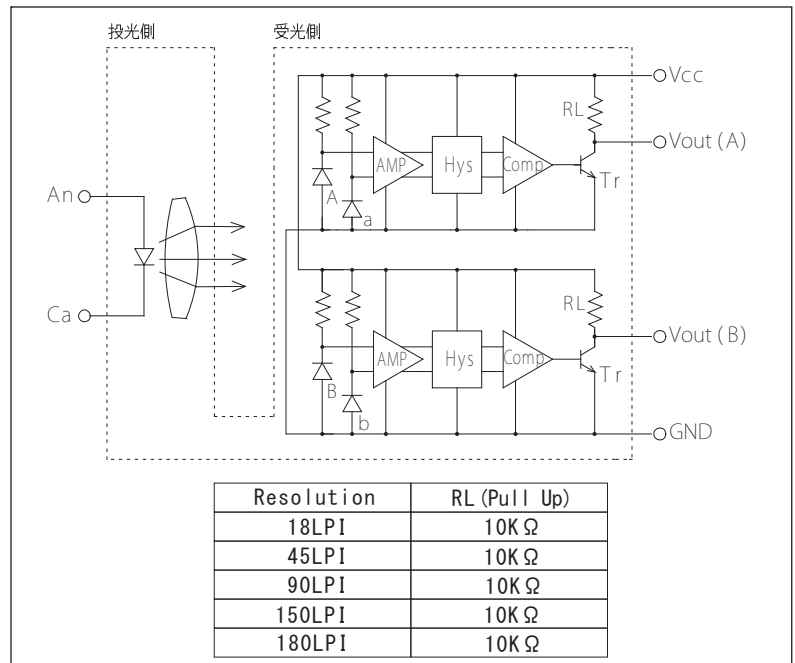 投光側
受光側
Vcc
RL
Vout (A)
AMP
Hys
Comp
Tr
A
a
An
Ca
RL
Vout (B)
AMP
Hys
Comp
Tr
B
b
GND
Resolution RL (Pull Up)
18LPI 10KΩ
45LPI 10KΩ
90LPI 10KΩ
150LPI 10KΩ
180LPI 10KΩ